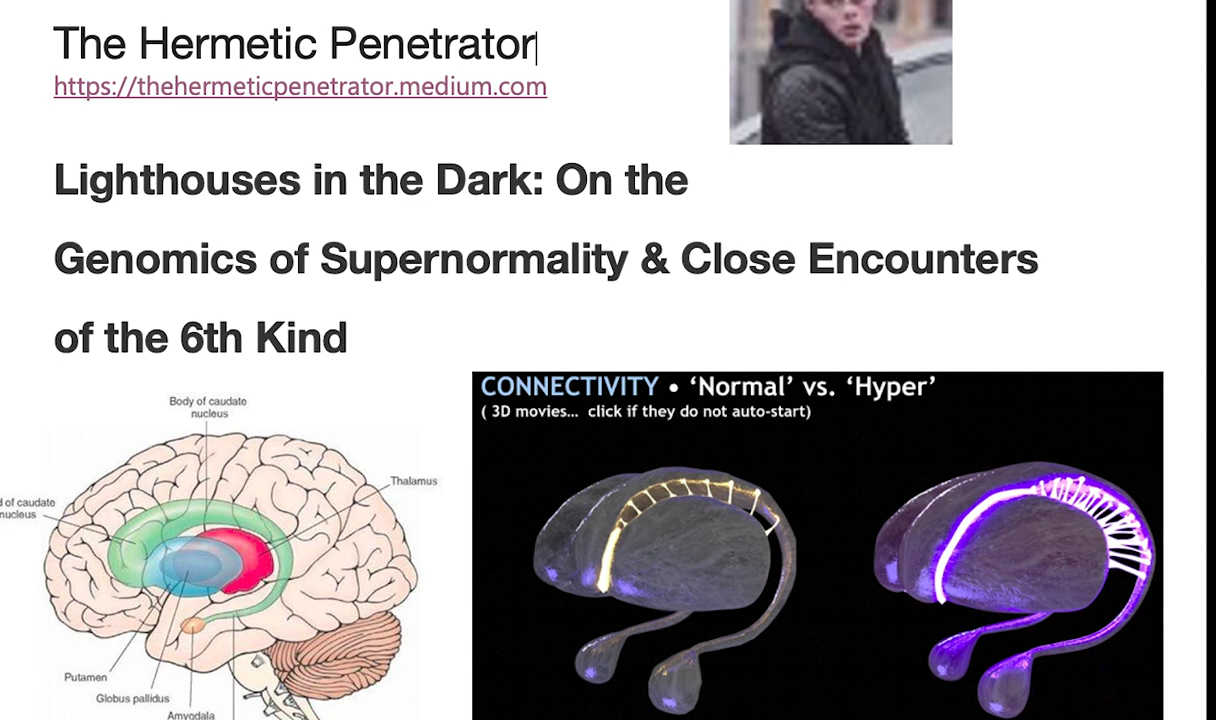 The Hermetic Penetrator
https://thehermeticpenetrator.medium.com
Lighthouses in the Dark: On the
Genomics of Supernormality & Close Encounters
of the 6th Kind
CONNECTIVITY • ‘Normal’ vs. ‘Hyper’
( 3D movies... click if they do not auto-start)
Body of caudate
nucleus
Thalamus
of caudate
nucleus
Putamen
Globus pallidus
Amygdala